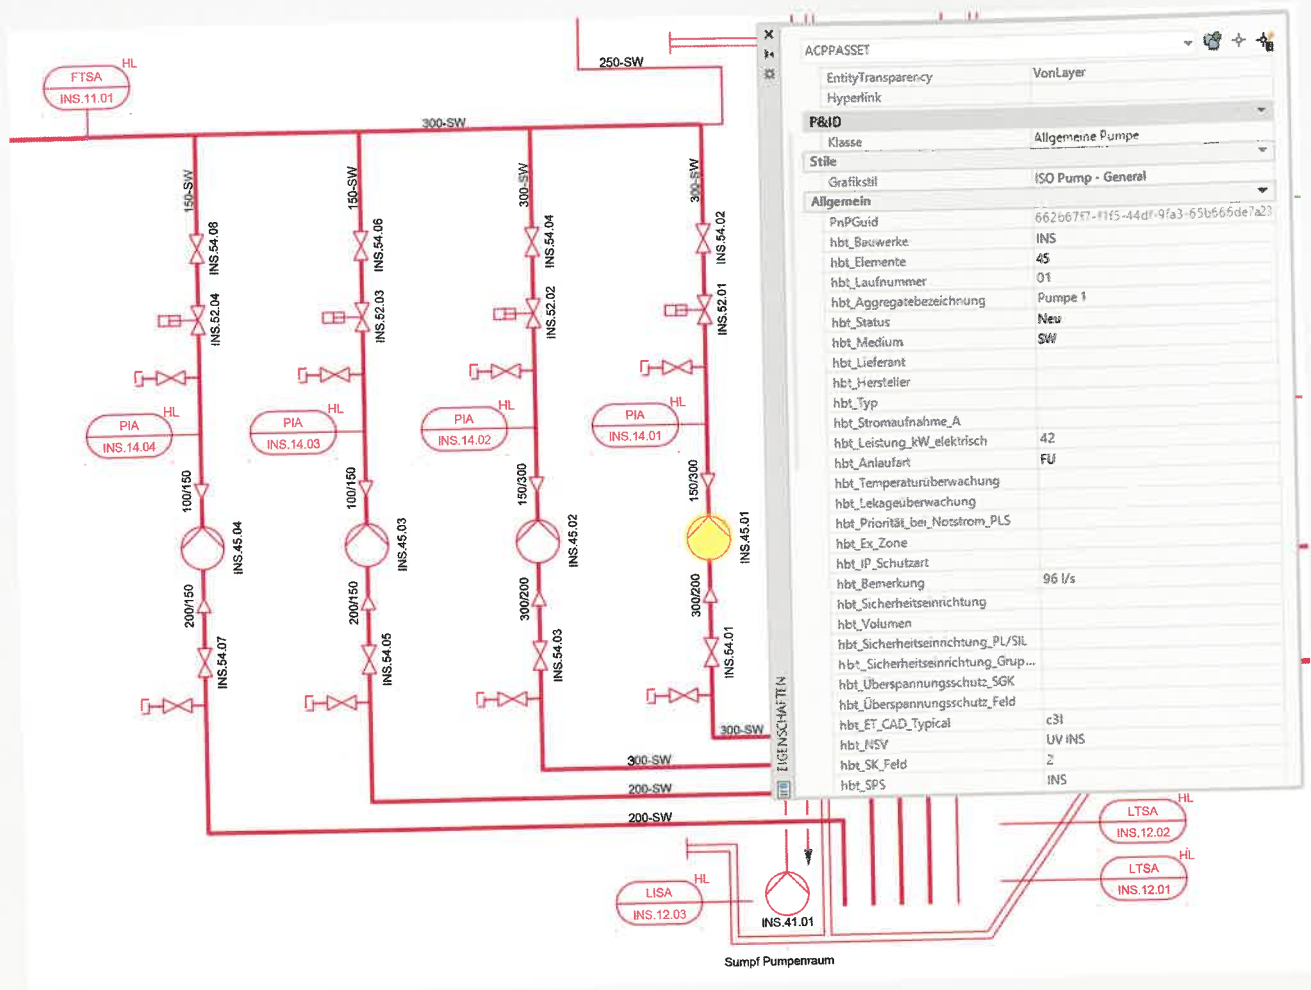 FTSA
HL
INS.11.01
250-SW
300-SW
150-SW
150-SW
300-SW
300-SW
INS.54.08
INS.54.06
INS.54.04
INS.54.02
INS.52.04
INS.52.03
INS.52.02
INS.52.01
PIA
HL
INS.14.04
PIA
HL
INS.14.03
PIA
HL
INS.14.02
PIA
HL
INS.14.01
100/150
100/150
150/300
150/300
INS.45.04
INS.45.03
INS.45.02
INS.45.01
200/150
200/150
300/200
300/200
INS.54.07
INS.54.05
INS.54.03
INS.54.01
300-SW
300-SW
200-SW
200-SW
LISA
HL
INS.12.03
INS.41.01
Sumpf Pumpenraum
LTSA
HL
INS.12.02
LTSA
HL
INS.12.01
EIGENSCHAFTEN
ACPPASSET
EntityTransparency VonLayer
Hyperlink
P&ID
Klasse Allgemeine Pumpe
Stile
Grafikstil ISO Pump - General
Allgemein
PnPGuid
hbt_Bauwerke INS
hbt_Elemente 45
hbt_Laufnummer 01
hbt_Aggregatebezeichnung Pumpe 1
hbt_Status Neu
hbt_Medium SW
hbt_Lieferant
hbt_Hersteller
hbt_Typ
hbt_Stromaufnahme_A
hbt_Leistung_kW_elektrisch 42
hbt_Anlaufart FU
hbt_Temperaturüberwachung
hbt_Lekageüberwachung
hbt_Priorität_bei_Notstrom_PLS
hbt_Ex_Zone
hbt_IP_Schutzart
hbt_Bemerkung 96 l/s
hbt_Sicherheitseinrichtung
hbt_Volumen
hbt_Sicherheitseinrichtung_PL/SIL
hbt_Sicherheitseinrichtung_Grup...
hbt_Überspannungsschutz_SGK
hbt_Überspannungsschutz_Feld
hbt_ET_CAD_Typical c3l
hbt_NSV UV INS
hbt_SK_Feld 2
hbt_SPS INS